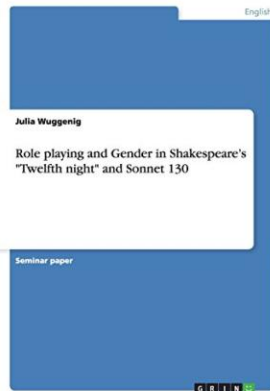 English
Julia Wuggenig
Role playing and Gender in Shakespeare's
"Twelfth night" and Sonnet 130
Seminar paper
GRIN